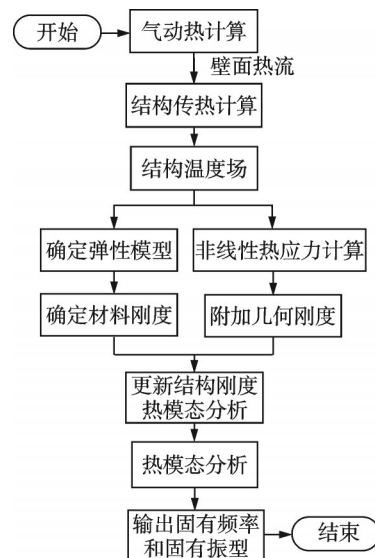 开始
气动热计算
壁面热流
结构传热计算
结构温度场
确定弹性模型
非线性热应力计算
确定材料刚度
附加几何刚度
更新结构刚度
热模态分析
热模态分析
输出固有频率
和固有振型
结束